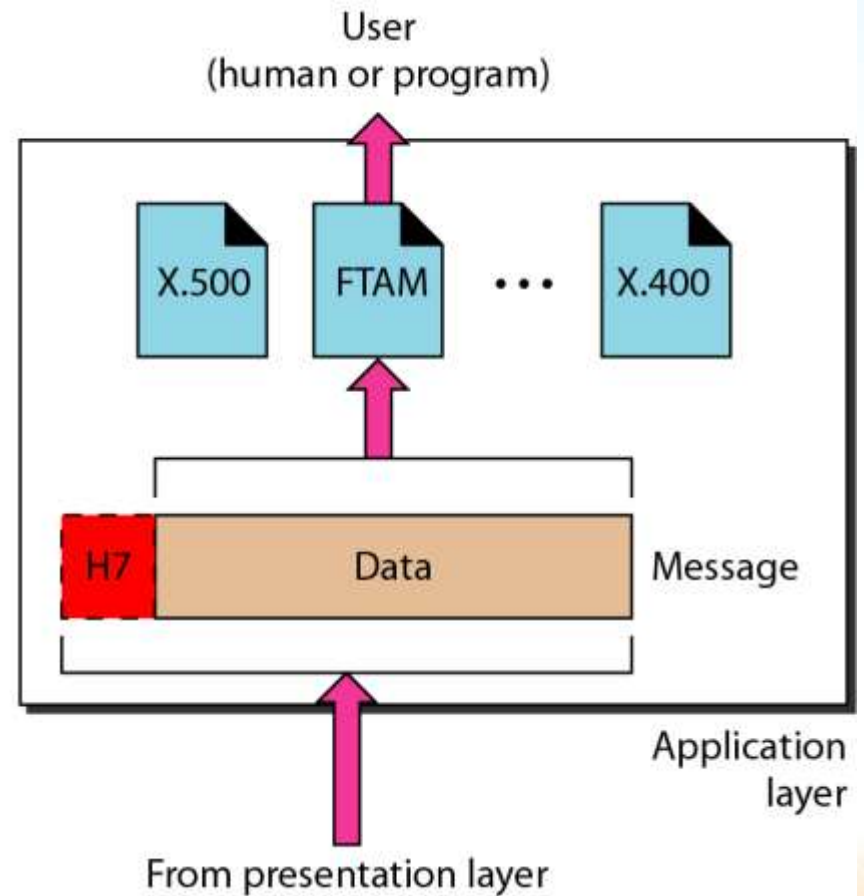 User
(human or program)
X.500 FTAM ... X.400
H7 Data Message
Application
layer
From presentation layer